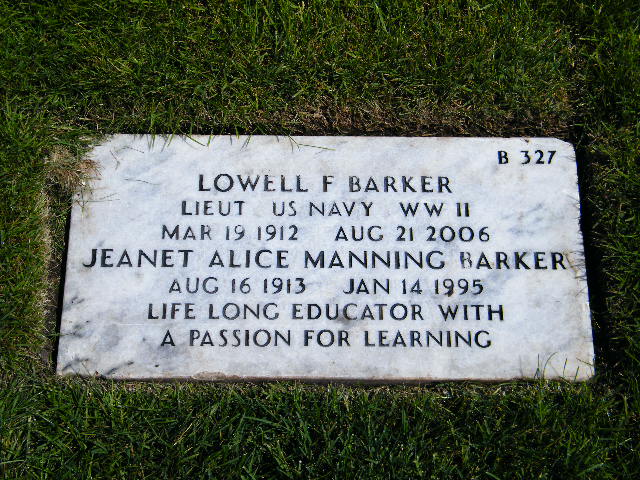 B 327
LOWELL F BARKER
LIEUT US NAVY WW II
MAR 19 1912 AUG 21 2006
JEANET ALICE MANNING BARKER
AUG 16 1913 JAN 14 1995
LIFE LONG EDUCATOR WITH
A PASSION FOR LEARNING